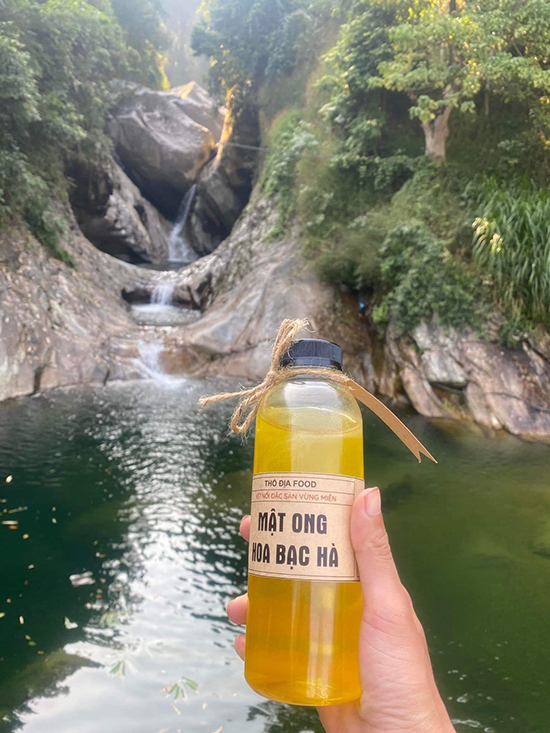 THỔ ĐỊA FOOD
KẾT NỐI ĐẶC SẢN VÙNG MIỀN
MẬT ONG
HOA BẠC HÀ